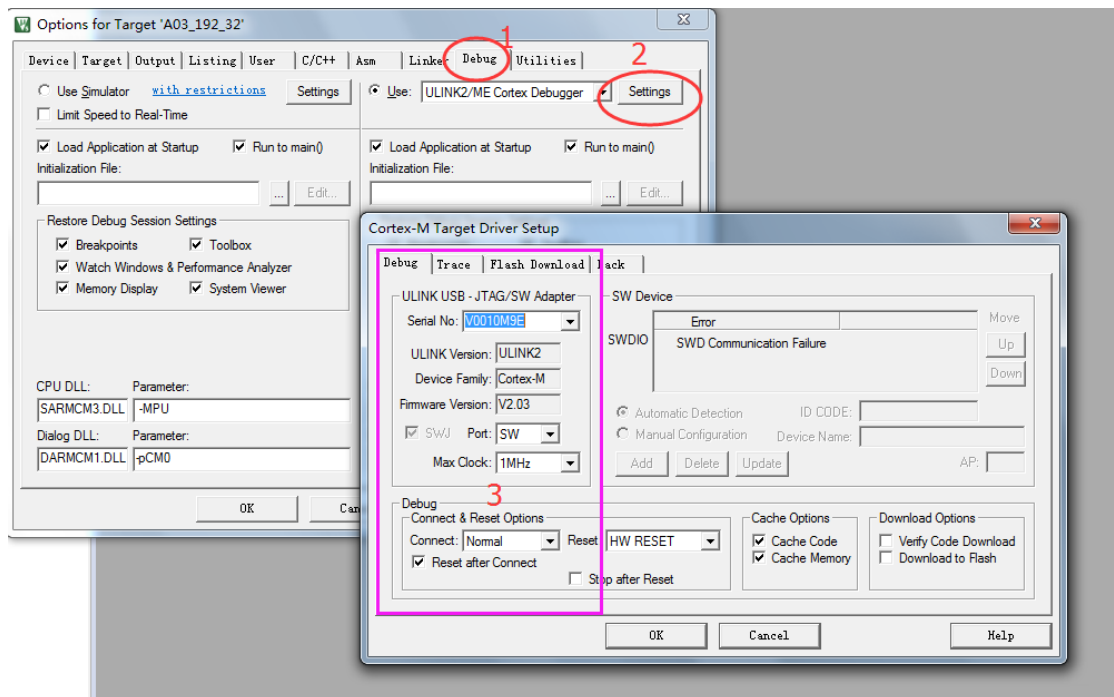 Options for Target 'A03_192_32'
1
Device Target Output Listing User C/C++ Asm Linker Debug Utilities
2
Use Simulator with restrictions Settings
Limit Speed to Real-Time
Use: ULINK2/ME Cortex Debugger Settings
Load Application at Startup Run to main()
Initialization File:
... Edit...
Load Application at Startup Run to main()
Initialization File:
... Edit...
Restore Debug Session Settings
Breakpoints Toolbox
Watch Windows & Performance Analyzer
Memory Display System Viewer
CPU DLL: Parameter:
SARMCM3.DLL -MPU
Dialog DLL: Parameter:
DARMCM1.DLL -pCM0
OK Can
Cortex-M Target Driver Setup
Debug Trace Flash Download Pack
ULINK USB - JTAG/SW Adapter
Serial No: V0010M9E
ULINK Version: ULINK2
Device Family: Cortex-M
Firmware Version: V2.03
SWJ Port: SW
Max Clock: 1MHz
3
SW Device
Error
SWDIO SWD Communication Failure
Move
Up
Down
Automatic Detection ID CODE:
Manual Configuration Device Name:
Add Delete Update AP:
Debug
Connect & Reset Options
Connect: Normal Reset HW RESET
Reset after Connect
Stop after Reset
Cache Options
Cache Code
Cache Memory
Download Options
Verify Code Download
Download to Flash
OK Cancel Help